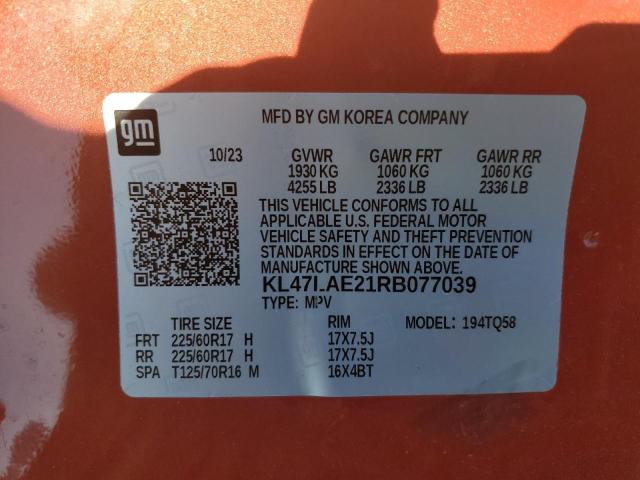 gm
MFD BY GM KOREA COMPANY
10/23 GVWR GAWR FRT GAWR RR
1930 KG 1060 KG 1060 KG
4255 LB 2336 LB 2336 LB
THIS VEHICLE CONFORMS TO ALL
APPLICABLE U.S. FEDERAL MOTOR
VEHICLE SAFETY AND THEFT PREVENTION
STANDARDS IN EFFECT ON THE DATE OF
MANUFACTURE SHOWN ABOVE.
KL47LAE21RB077039
TYPE: MPV
TIRE SIZE RIM MODEL: 194TQ58
FRT 225/60R17 H 17X7.5J
RR 225/60R17 H 17X7.5J
SPA T125/70R16 M 16X4BT